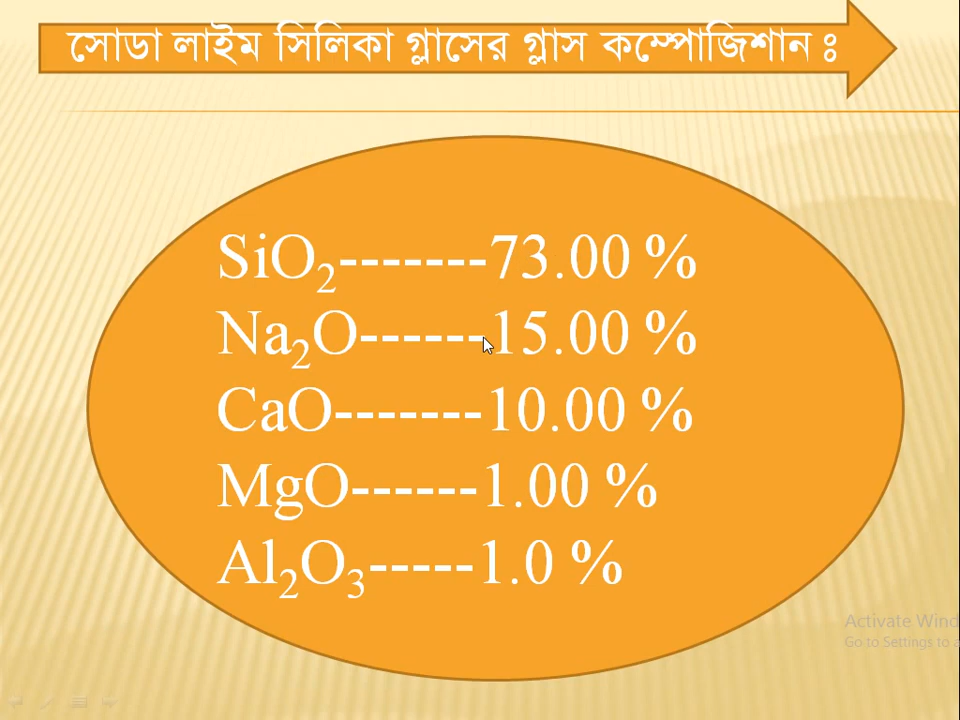 সোডা লাইম সিলিকা গ্লাসের গ্লাস কম্পোজিশান ঃ
SiO₂-------73.00 %
Na₂O------15.00 %
CaO-------10.00 %
MgO------1.00 %
Al₂O₃-----1.0 %
Activate Wind
Go to Settings to a